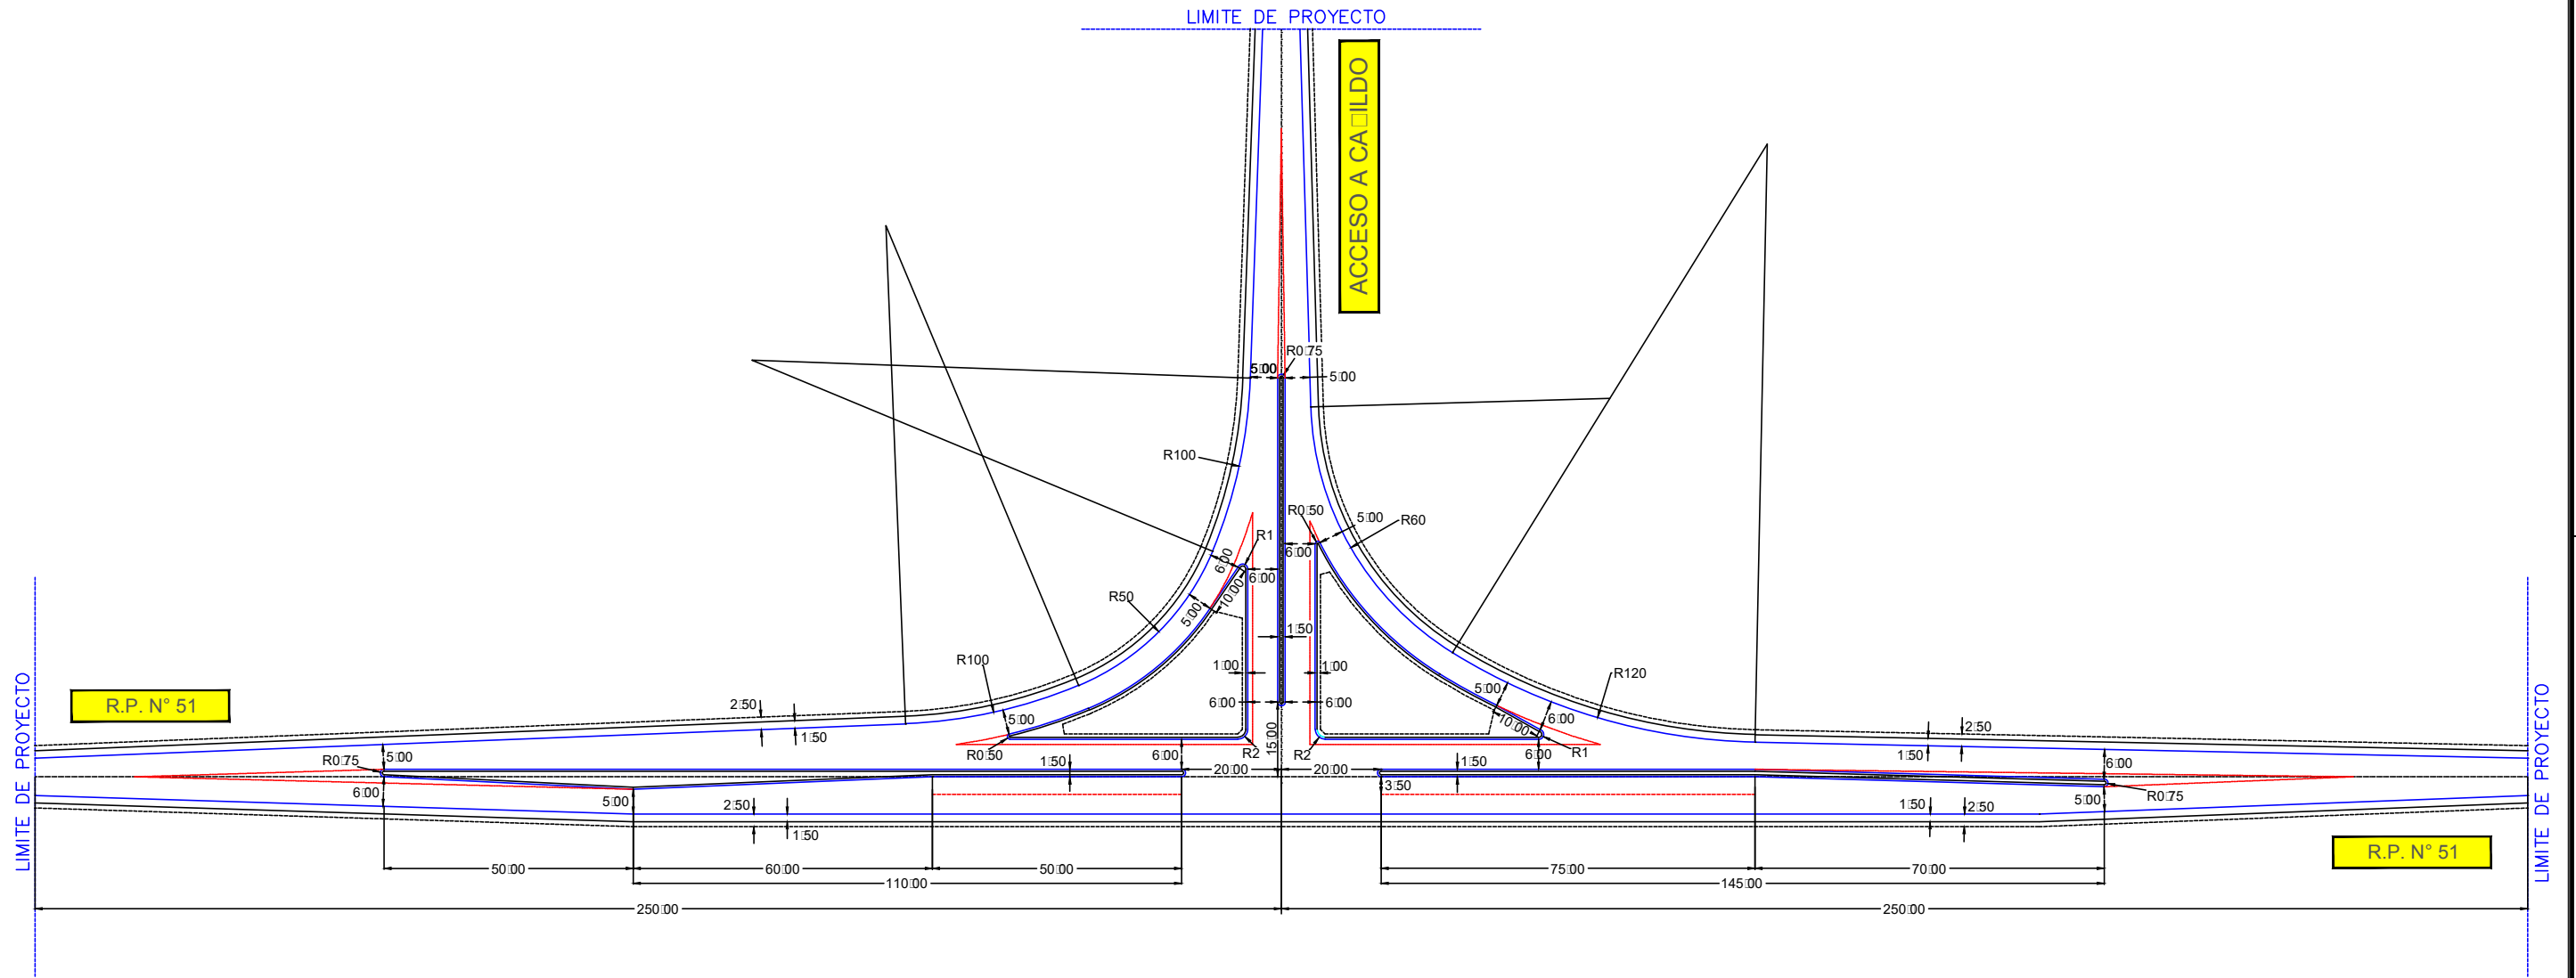 LIMITE DE PROYECTO
ACCESO A CA□ILDO
R0□75
5□00
5□00
R100
R0□50
5□00
R60
6□00
R1
6□00
6□00
10□00
R50
5□00
1□50
R100
1□00
1□00
5□00
R120
LIMITE DE PROYECTO
R.P. N° 51
2□50
1□50
5□00
6□00
6□00
6□00
10□00
2□50
1□50
LIMITE DE PROYECTO
R0□50
R2
15□00
R2
6□00
R1
R0□75
5□00
6□00
1□50
20□00
20□00
1□50
6□00
6□00
3□50
R0□75
5□00
5□00
2□50
1□50
1□50
2□50
R.P. N° 51
50□00
60□00
50□00
75□00
70□00
110□00
145□00
250□00
250□00